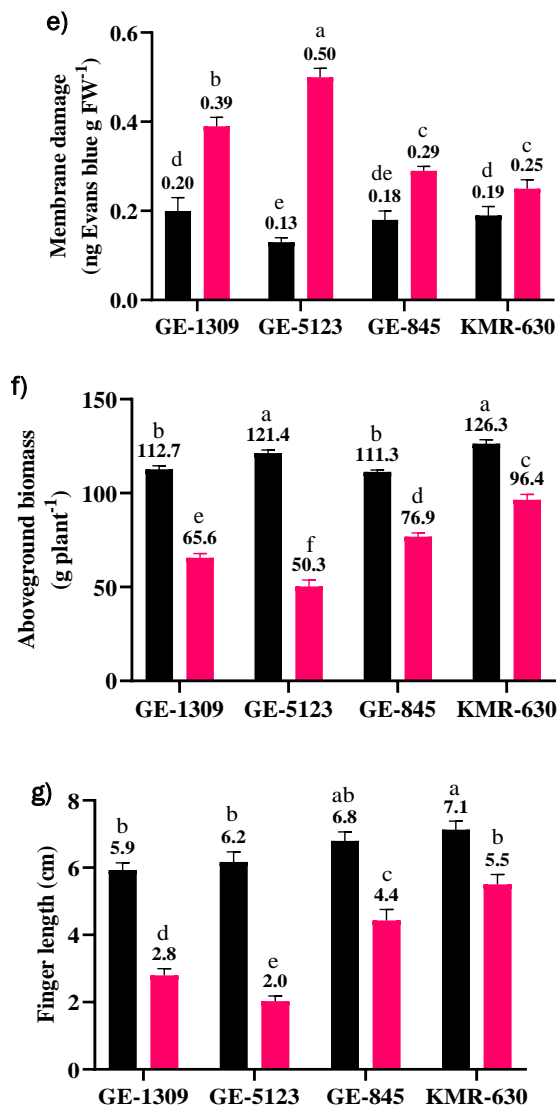 e)
Membrane damage
(ng Evans blue g FW⁻¹)
0.6
0.4
0.2
0.0
d
0.20
b
0.39
e
0.13
a
0.50
de
0.18
c
0.29
d
0.19
c
0.25
GE-1309 GE-5123 GE-845 KMR-630
f)
Aboveground biomass
(g plant⁻¹)
150
100
50
0
b
112.7
e
65.6
a
121.4
f
50.3
b
111.3
d
76.9
a
126.3
c
96.4
GE-1309 GE-5123 GE-845 KMR-630
g)
Finger length (cm)
8
6
4
2
0
b
5.9
d
2.8
b
6.2
e
2.0
ab
6.8
c
4.4
a
7.1
b
5.5
GE-1309 GE-5123 GE-845 KMR-630